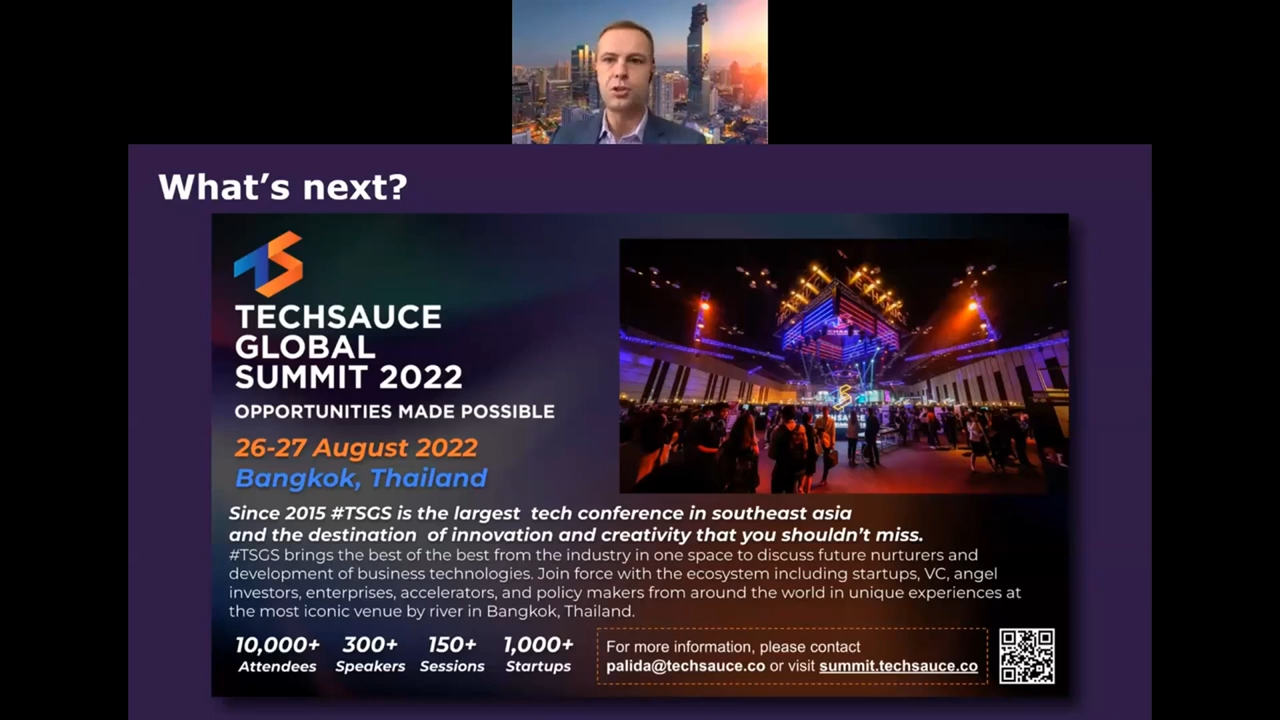 What's next?
TECHSAUCE
GLOBAL
SUMMIT 2022
OPPORTUNITIES MADE POSSIBLE
26-27 August 2022
Bangkok, Thailand
Since 2015 #TSGS is the largest tech conference in southeast asia
and the destination of innovation and creativity that you shouldn't miss.
#TSGS brings the best of the best from the industry in one space to discuss future nurturers and
development of business technologies. Join force with the ecosystem including startups, VC, angel
investors, enterprises, accelerators, and policy makers from around the world in unique experiences at
the most iconic venue by river in Bangkok, Thailand.
10,000+ 300+ 150+ 1,000+
Attendees Speakers Sessions Startups
For more information, please contact
palida@techsauce.co or visit summit.techsauce.co